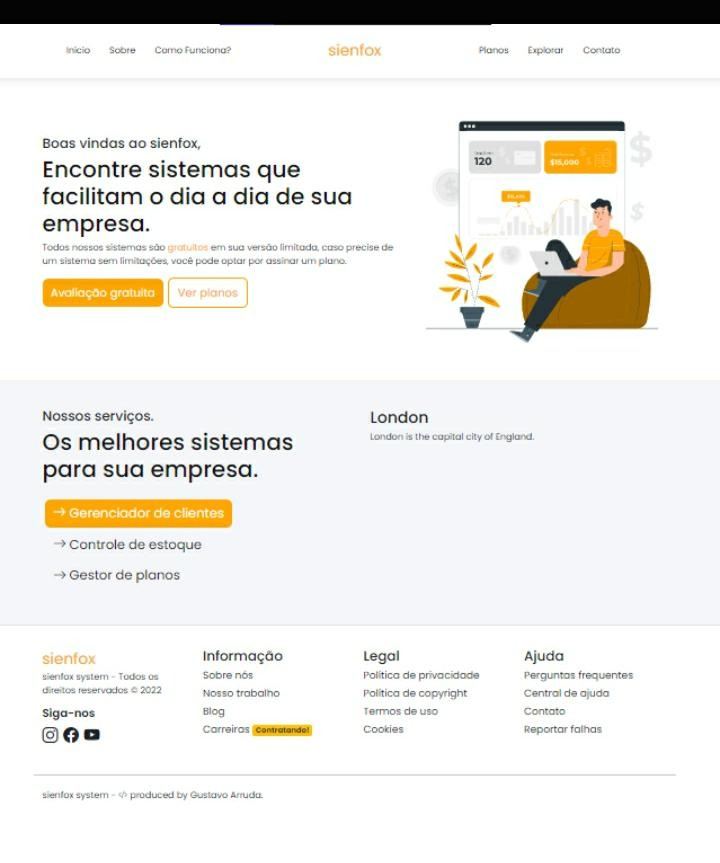 Início Sobre Como Funciona? sienfox Planos Explorar Contato
Boas vindas ao sienfox,
Encontre sistemas que
facilitam o dia a dia de sua
empresa.
Todos nossos sistemas são gratuitos em sua versão limitada, caso precise de
um sistema sem limitações, você pode optar por assinar um plano.
Avaliação gratuita Ver planos
120
$15,000
Nossos serviços.
Os melhores sistemas
para sua empresa.
→ Gerenciador de clientes
→ Controle de estoque
→ Gestor de planos
London
London is the capital city of England.
sienfox
sienfox system - Todos os
direitos reservados © 2022
Siga-nos
Informação
Sobre nós
Nosso trabalho
Blog
Carreiras Contratando!
Legal
Política de privacidade
Política de copyright
Termos de uso
Cookies
Ajuda
Perguntas frequentes
Central de ajuda
Contato
Reportar falhas
sienfox system - </> produced by Gustavo Arruda.